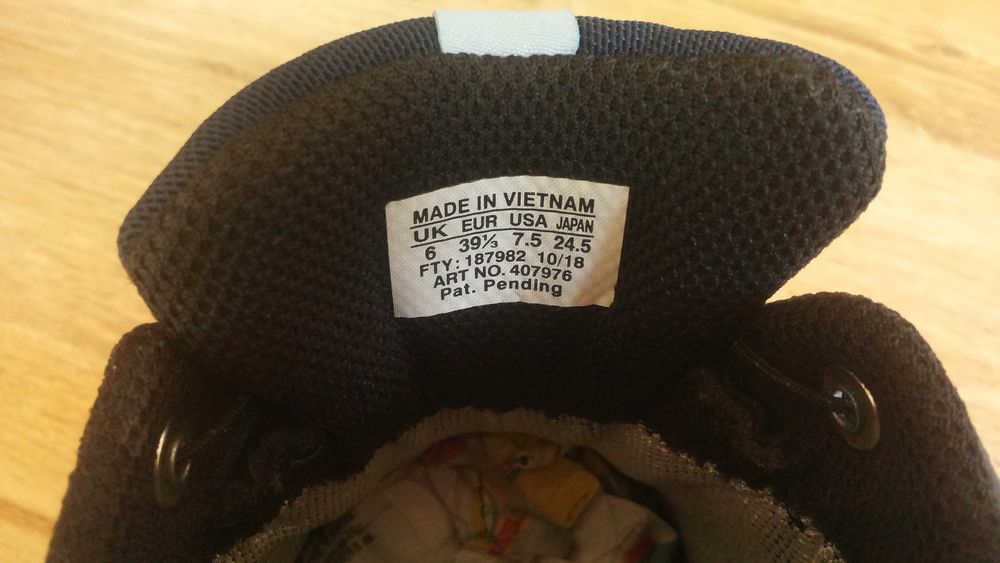 MADE IN VIETNAM
UK EUR USA JAPAN
6 39⅓ 7.5 24.5
FTY: 187982 10/18
ART NO. 407976
Pat. Pending